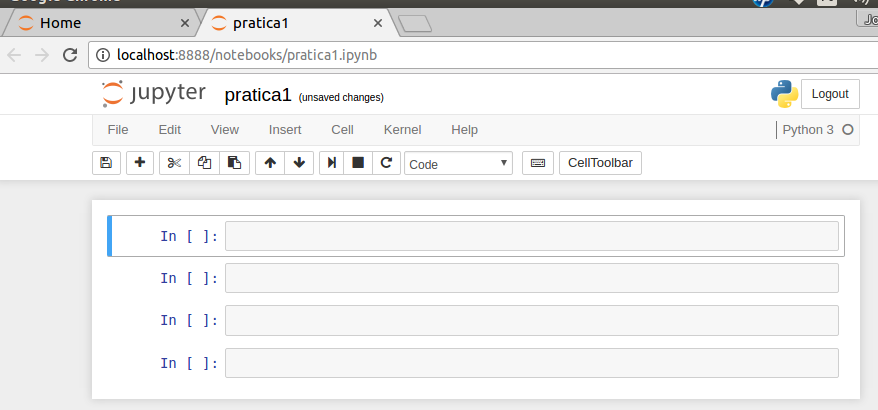 Home
pratica1
localhost:8888/notebooks/pratica1.ipynb
jupyter pratica1 (unsaved changes)
Logout
File Edit View Insert Cell Kernel Help Python 3
Code CellToolbar
In [ ]:
In [ ]:
In [ ]:
In [ ]: